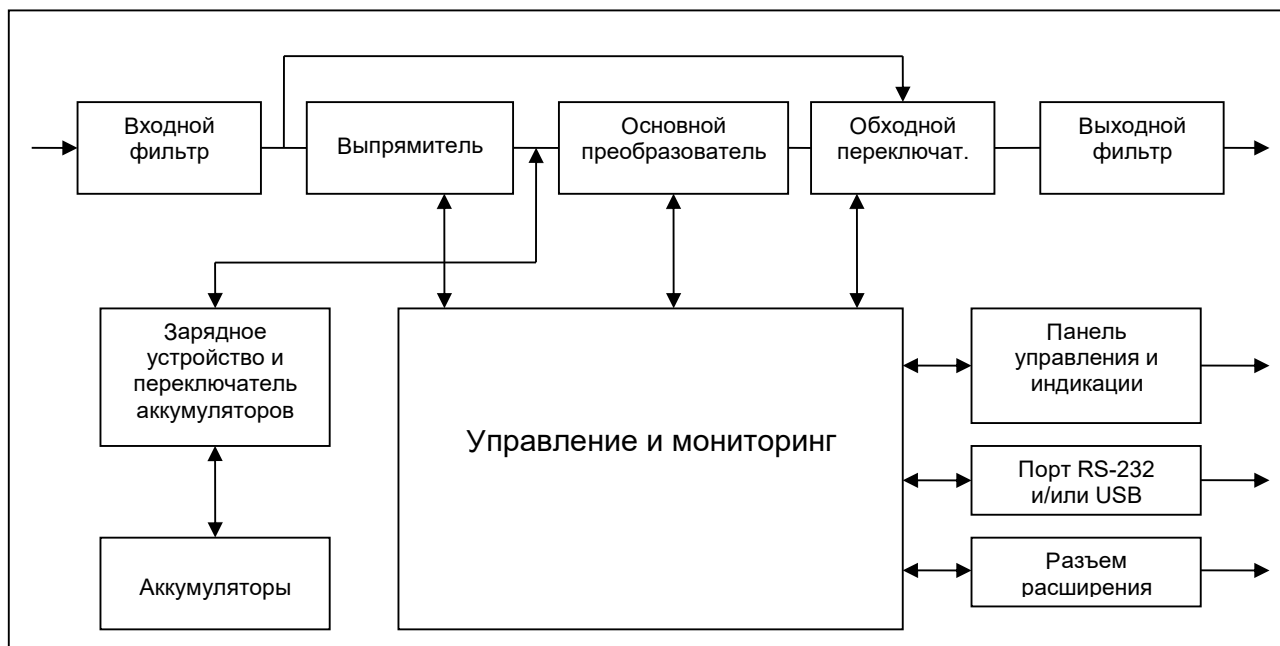 Входной
фильтр
Выпрямитель
Основной
преобразователь
Обходной
переключат.
Выходной
фильтр
Зарядное
устройство и
переключатель
аккумуляторов
Управление и мониторинг
Панель
управления и
индикации
Порт RS-232
и/или USB
Аккумуляторы
Разъем
расширения